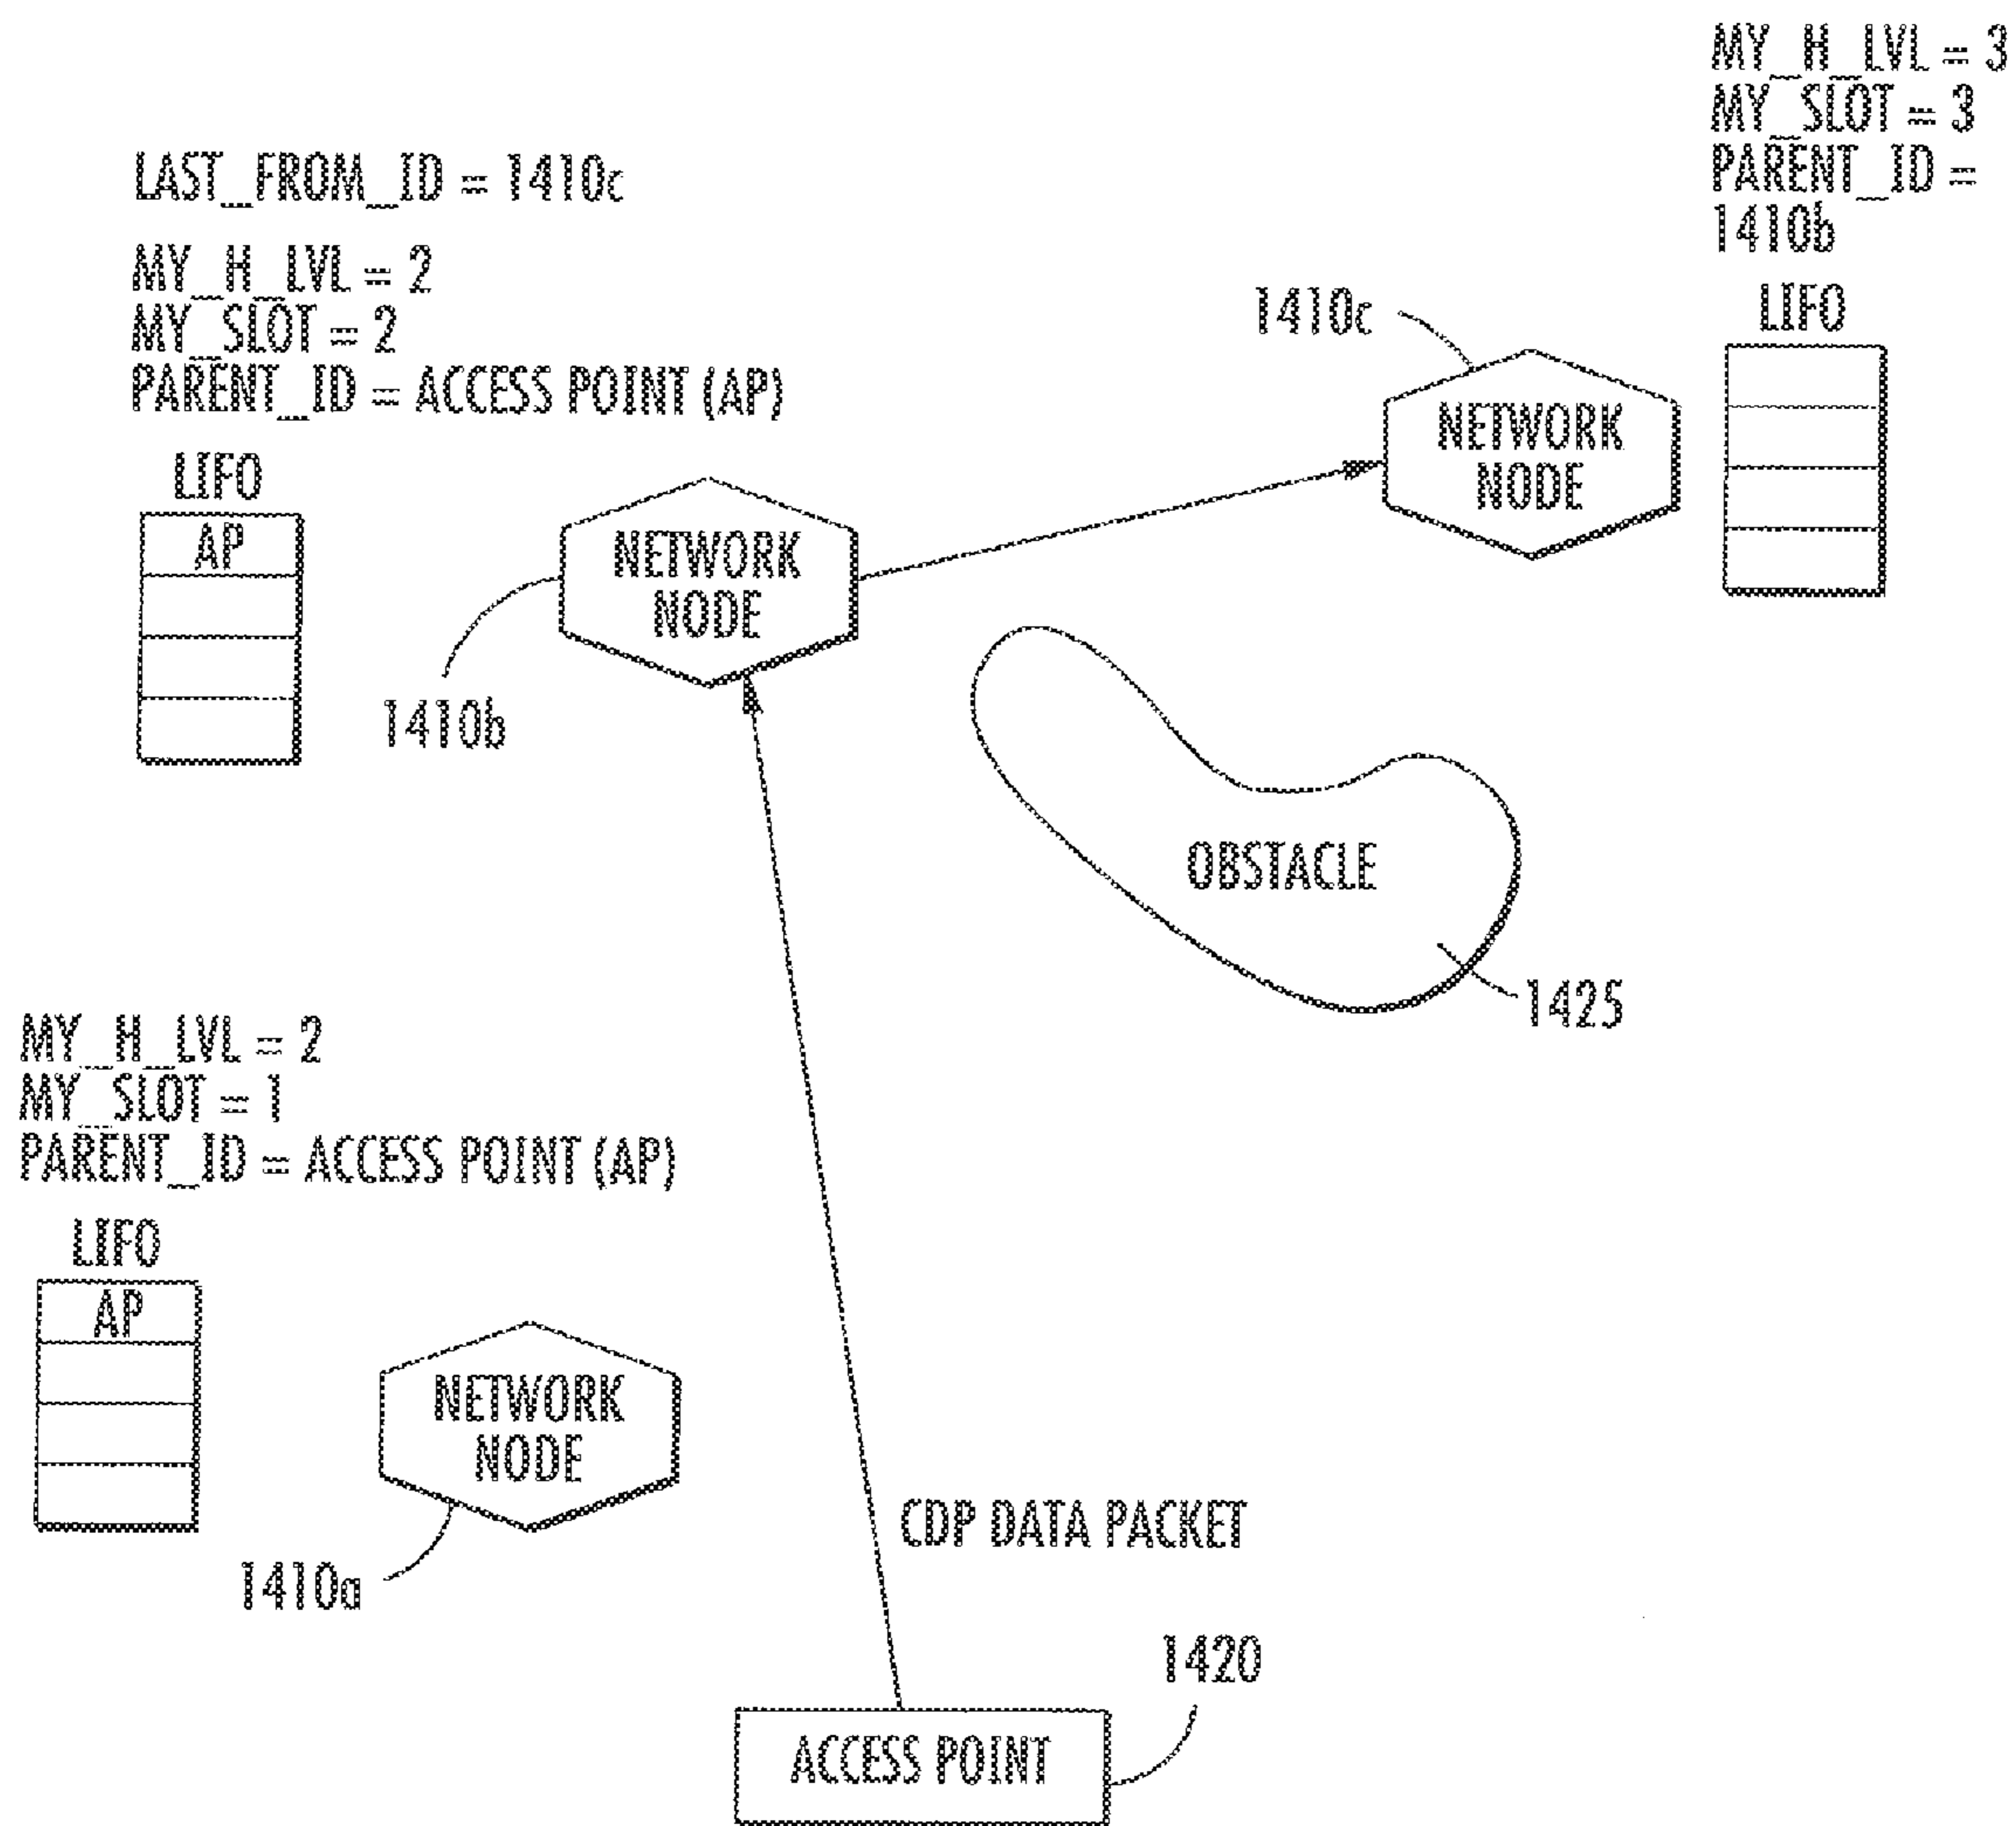 MY_H_LVL = 3
MY_SLOT = 3
PARENT_ID =
1410b
LIFO
1410c
NETWORK
NODE
LAST_FROM_ID = 1410c
MY_H_LVL = 2
MY_SLOT = 2
PARENT_ID = ACCESS POINT (AP)
LIFO
AP
NETWORK
NODE
1410b
OBSTACLE
1425
MY_H_LVL = 2
MY_SLOT = 1
PARENT_ID = ACCESS POINT (AP)
LIFO
AP
NETWORK
NODE
1410a
CDP DATA PACKET
1420
ACCESS POINT